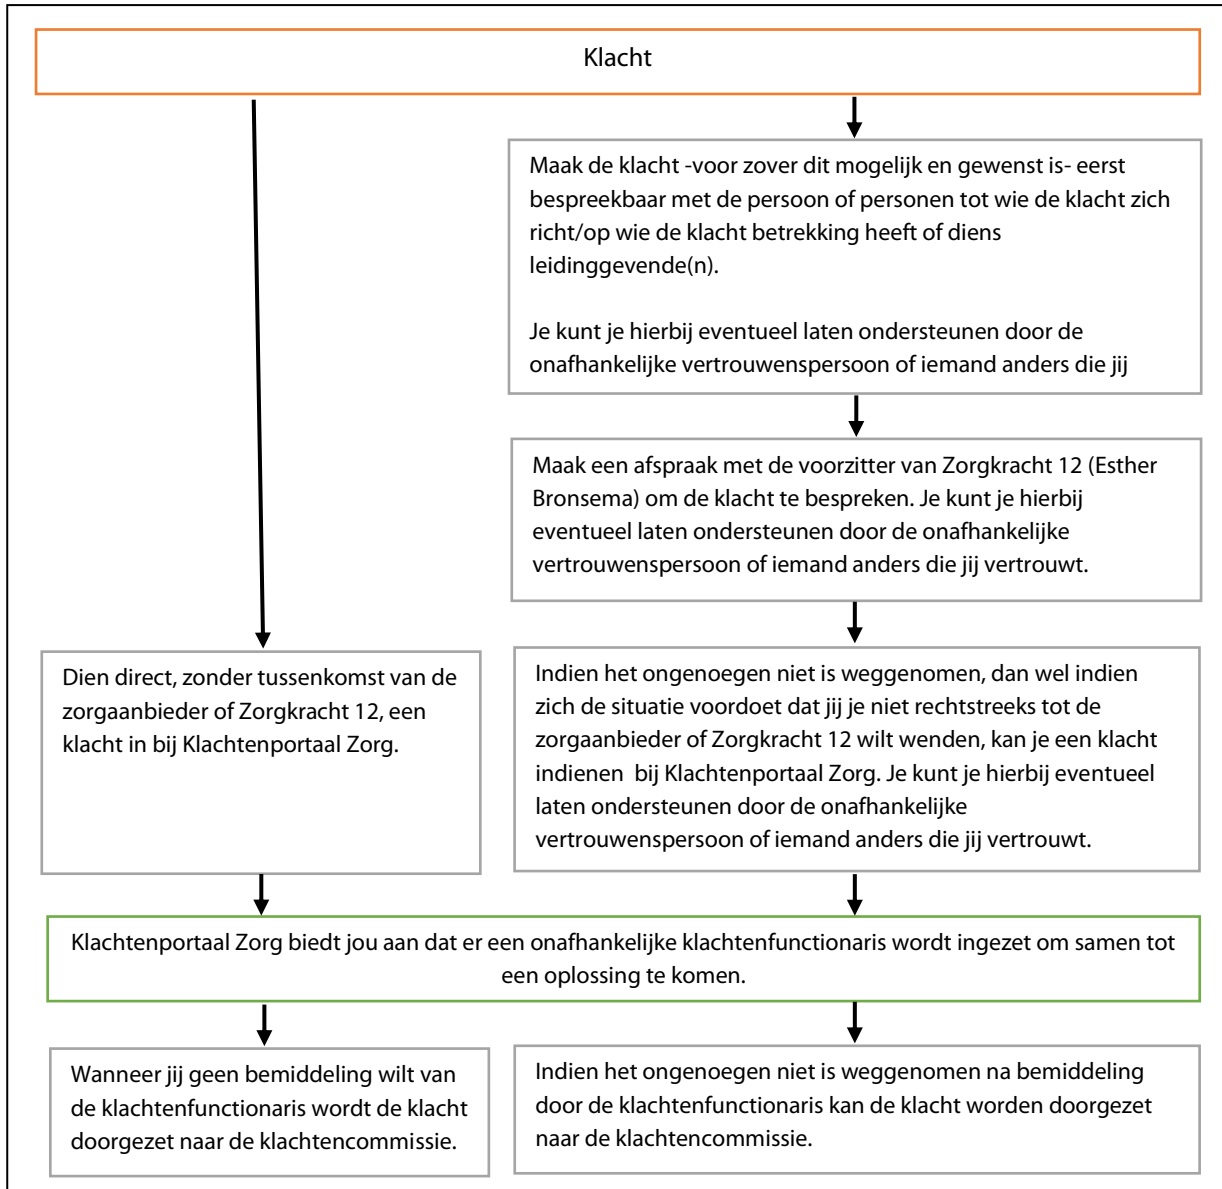 Klacht
Maak de klacht -voor zover dit mogelijk en gewenst is- eerst
bespreekbaar met de persoon of personen tot wie de klacht zich
richt/op wie de klacht betrekking heeft of diens
leidinggevende(n).
Je kunt je hierbij eventueel laten ondersteunen door de
onafhankelijke vertrouwenspersoon of iemand anders die jij
Maak een afspraak met de voorzitter van Zorgkracht 12 (Esther
Bronsema) om de klacht te bespreken. Je kunt je hierbij
eventueel laten ondersteunen door de onafhankelijke
vertrouwenspersoon of iemand anders die jij vertrouwt.
Dien direct, zonder tussenkomst van de
zorgaanbieder of Zorgkracht 12, een
klacht in bij Klachtenportaal Zorg.
Indien het ongenoegen niet is weggenomen, dan wel indien
zich de situatie voordoet dat jij je niet rechtstreeks tot de
zorgaanbieder of Zorgkracht 12 wilt wenden, kan je een klacht
indienen  bij Klachtenportaal Zorg. Je kunt je hierbij eventueel
laten ondersteunen door de onafhankelijke
vertrouwenspersoon of iemand anders die jij vertrouwt.
Klachtenportaal Zorg biedt jou aan dat er een onafhankelijke klachtenfunctionaris wordt ingezet om samen tot
een oplossing te komen.
Wanneer jij geen bemiddeling wilt van
de klachtenfunctionaris wordt de klacht
doorgezet naar de klachtencommissie.
Indien het ongenoegen niet is weggenomen na bemiddeling
door de klachtenfunctionaris kan de klacht worden doorgezet
naar de klachtencommissie.